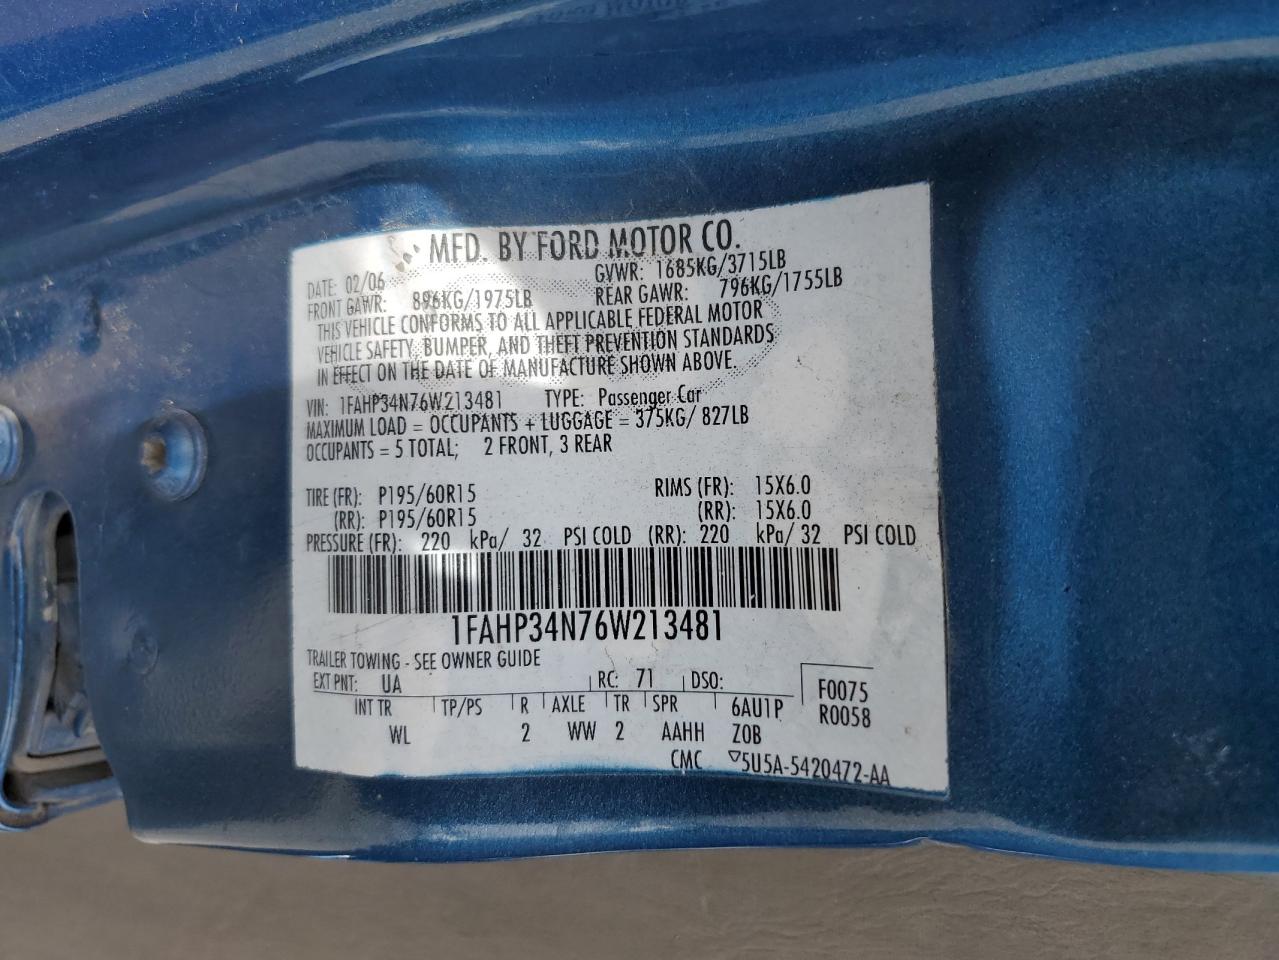 MFD. BY FORD MOTOR CO.
DATE: 02/06 GVWR: 1685KG/3715LB
FRONT GAWR: 896KG/1975LB REAR GAWR: 796KG/1755LB
THIS VEHICLE CONFORMS TO ALL APPLICABLE FEDERAL MOTOR
VEHICLE SAFETY, BUMPER, AND THEFT PREVENTION STANDARDS
IN EFFECT ON THE DATE OF MANUFACTURE SHOWN ABOVE.
VIN: 1FAHP34N76W213481 TYPE: Passenger Car
MAXIMUM LOAD = OCCUPANTS + LUGGAGE = 375KG/ 827LB
OCCUPANTS = 5 TOTAL; 2 FRONT, 3 REAR
TIRE (FR): P195/60R15 RIMS (FR): 15X6.0
(RR): P195/60R15 (RR): 15X6.0
PRESSURE (FR): 220 kPa/ 32 PSI COLD (RR): 220 kPa/ 32 PSI COLD
1FAHP34N76W213481
TRAILER TOWING - SEE OWNER GUIDE
EXT PNT: UA RC: 71 DSO: F0075
INT TR TP/PS R AXLE TR SPR 6AU1P R0058
WL 2 WW 2 AAHH Z0B
CMC ▽5U5A-5420472-AA